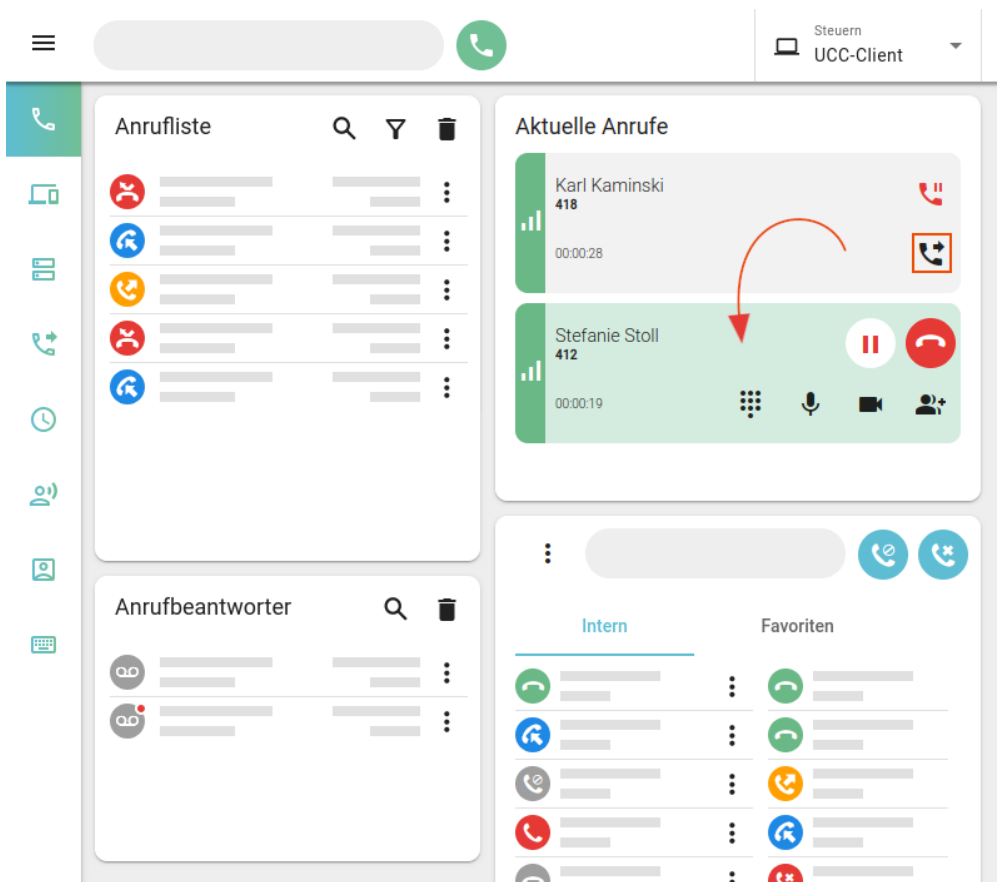 Steuern
UCC-Client
Anrufliste
Aktuelle Anrufe
Karl Kaminski
418
00:00:28
Stefanie Stoll
412
00:00:19
Anrufbeantworter
Intern
Favoriten